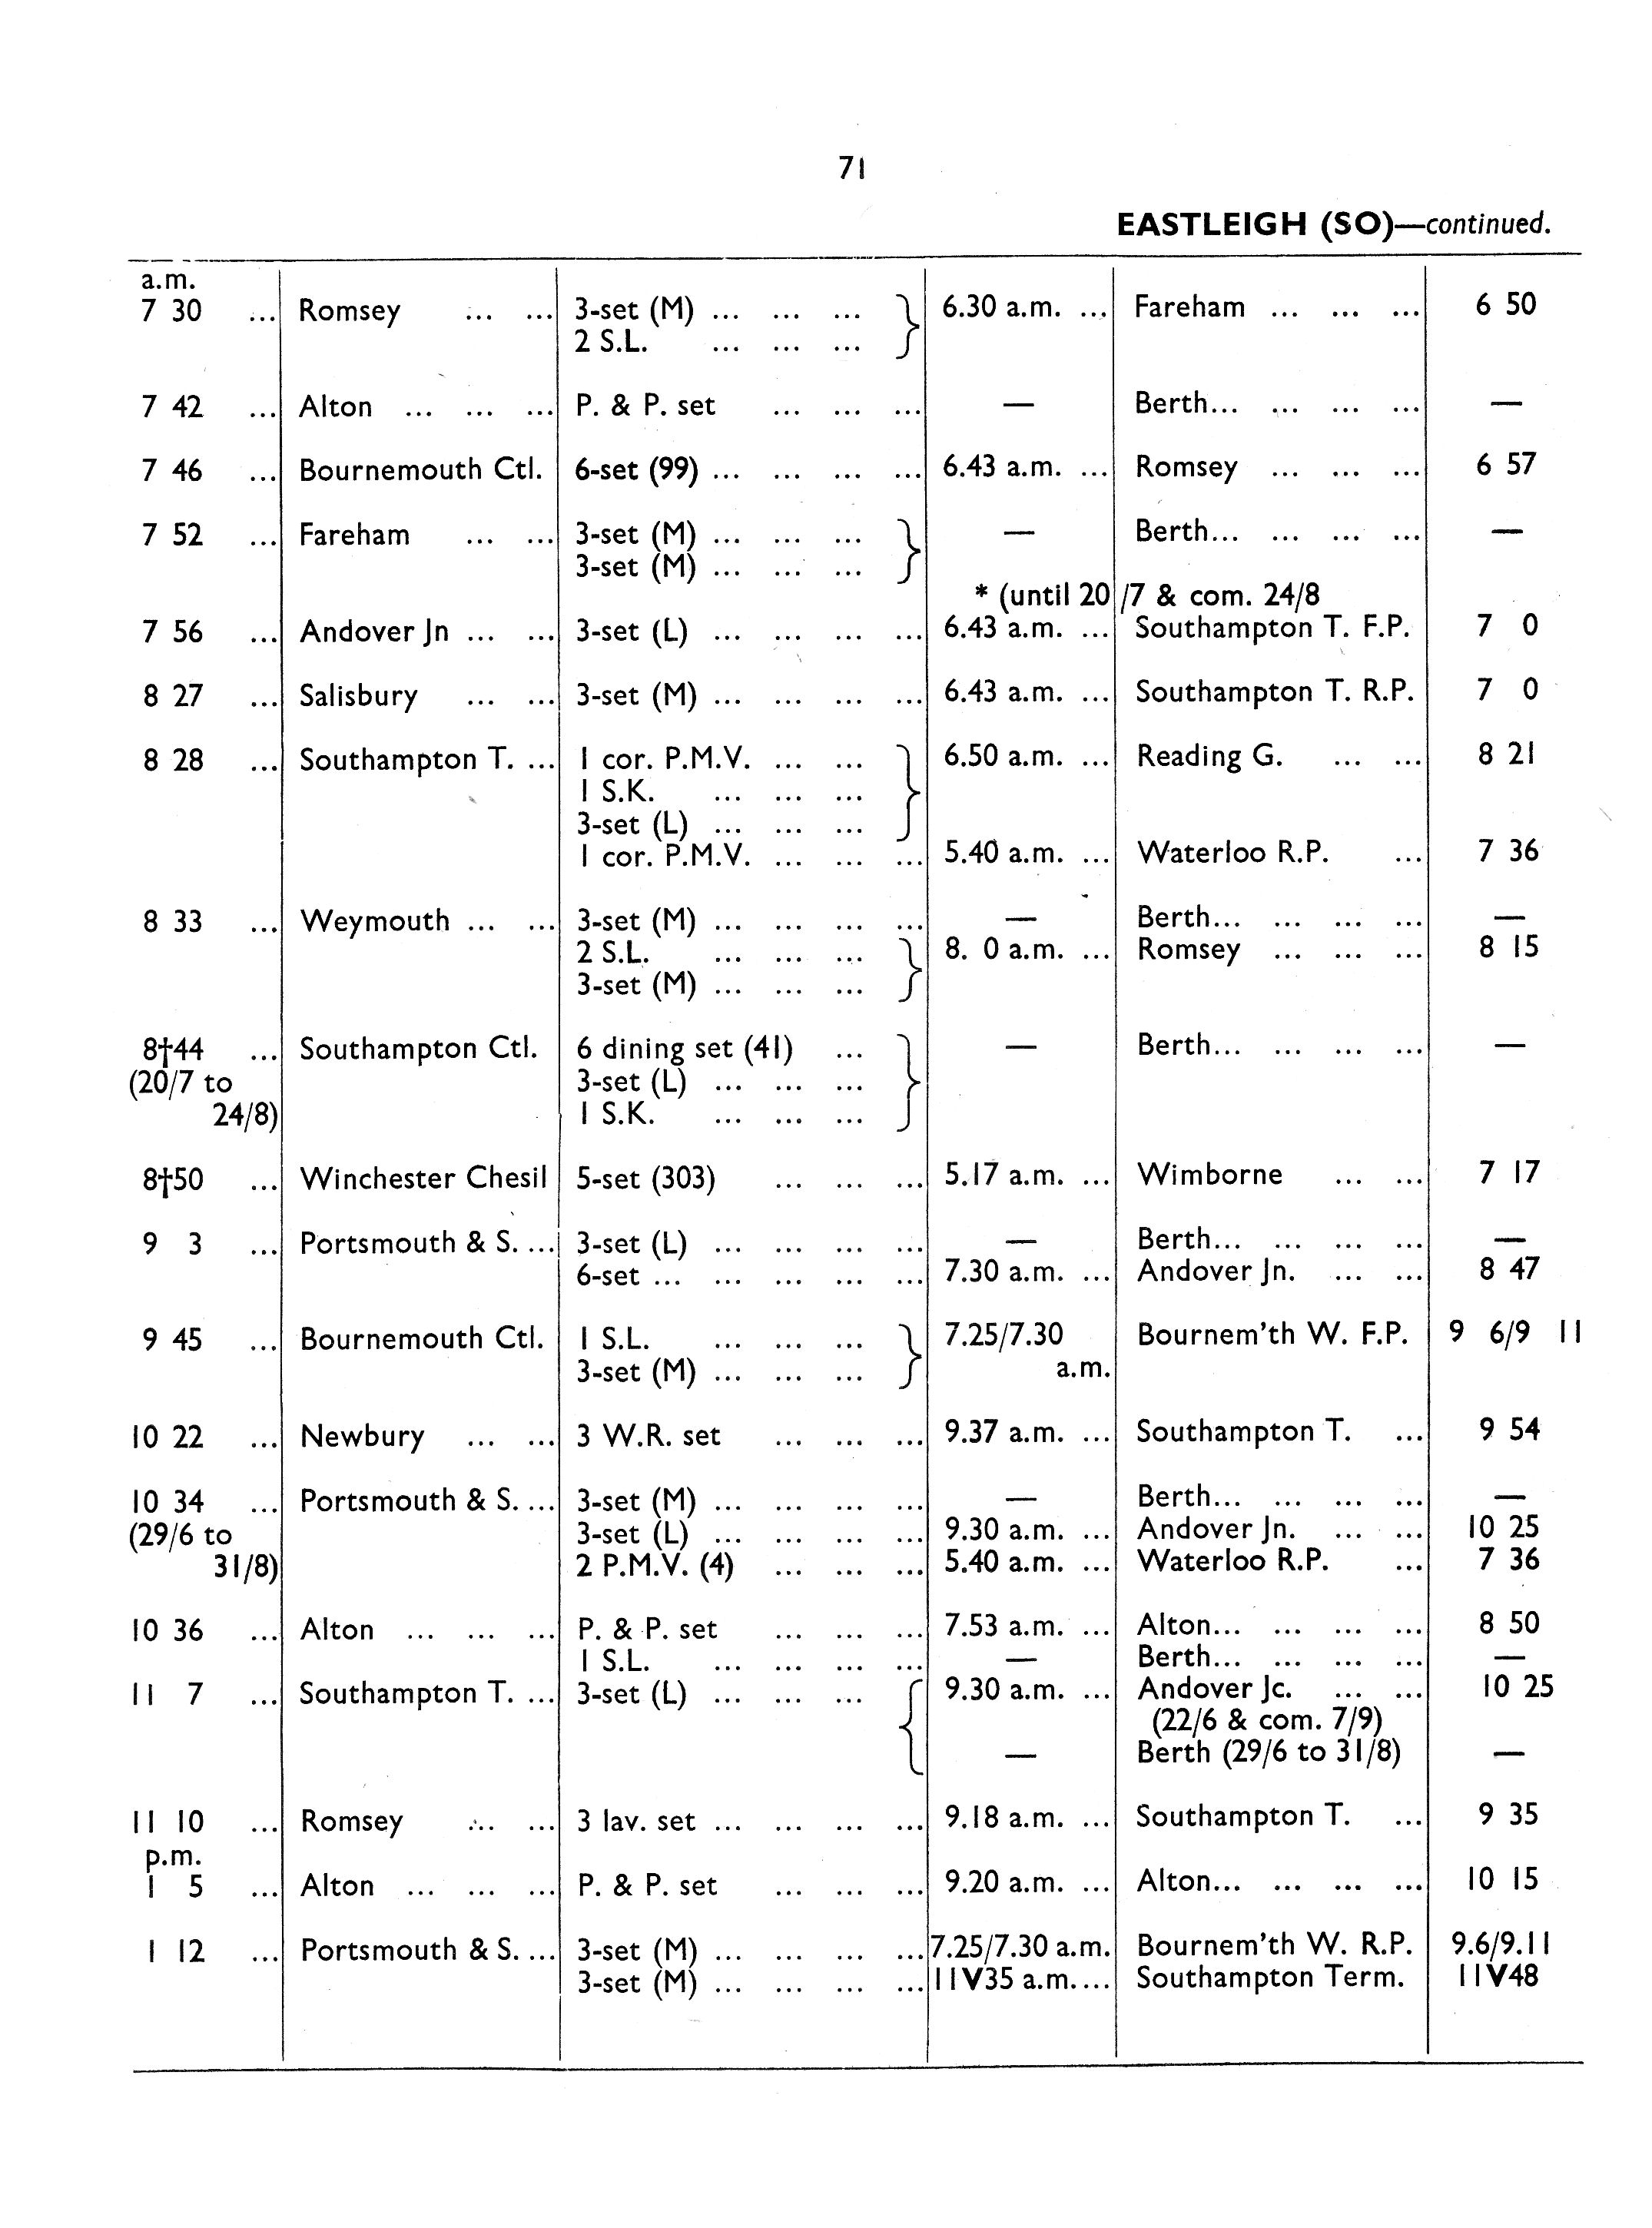 71
EASTLEIGH (SO)—continued.
a.m.
7 30 ... Romsey ... ... 3-set (M) ... ... ... 6.30 a.m. ... Fareham ... ... ... 6 50
2 S.L. ... ... ...
7 42 ... Alton ... ... ... P. & P. set ... ... ... — Berth... ... ... ... —
7 46 ... Bournemouth Ctl. 6-set (99) ... ... ... ... 6.43 a.m. ... Romsey ... ... ... 6 57
7 52 ... Fareham ... ... 3-set (M) ... ... ... — Berth... ... ... ... —
3-set (M) ... ... ...
* (until 20/7 & com. 24/8
7 56 ... Andover Jn ... ... 3-set (L) ... ... ... ... 6.43 a.m. ... Southampton T. F.P. 7 0
8 27 ... Salisbury ... ... 3-set (M) ... ... ... ... 6.43 a.m. ... Southampton T. R.P. 7 0
8 28 ... Southampton T. ... 1 cor. P.M.V. ... ... 6.50 a.m. ... Reading G. ... ... 8 21
1 S.K. ... ... ...
3-set (L) ... ... ...
1 cor. P.M.V. ... ... ... 5.40 a.m. ... Waterloo R.P. ... 7 36
8 33 ... Weymouth ... ... 3-set (M) ... ... ... ... — Berth... ... ... ... —
2 S.L. ... ... ... 8. 0 a.m. ... Romsey ... ... ... 8 15
3-set (M) ... ... ...
8†44 ... Southampton Ctl. 6 dining set (41) ... — Berth... ... ... ... —
(20/7 to 3-set (L) ... ... ...
24/8) 1 S.K. ... ... ...
8†50 ... Winchester Chesil 5-set (303) ... ... ... 5.17 a.m. ... Wimborne ... ... 7 17
9 3 ... Portsmouth & S. ... 3-set (L) ... ... ... ... — Berth... ... ... ... —
6-set ... ... ... ... ... 7.30 a.m. ... Andover Jn. ... ... 8 47
9 45 ... Bournemouth Ctl. 1 S.L. ... ... ... 7.25/7.30 Bournem'th W. F.P. 9 6/9 11
3-set (M) ... ... ... a.m.
10 22 ... Newbury ... ... 3 W.R. set ... ... ... 9.37 a.m. ... Southampton T. ... 9 54
10 34 ... Portsmouth & S. ... 3-set (M) ... ... ... ... — Berth... ... ... ... —
(29/6 to 3-set (L) ... ... ... ... 9.30 a.m. ... Andover Jn. ... ... 10 25
31/8) 2 P.M.V. (4) ... ... ... 5.40 a.m. ... Waterloo R.P. ... 7 36
10 36 ... Alton ... ... ... P. & P. set ... ... ... 7.53 a.m. ... Alton... ... ... ... 8 50
1 S.L. ... ... ... ... — Berth... ... ... ... —
11 7 ... Southampton T. ... 3-set (L) ... ... ... 9.30 a.m. ... Andover Jc. ... ... 10 25
(22/6 & com. 7/9)
— Berth (29/6 to 31/8) —
11 10 ... Romsey ... ... 3 lav. set ... ... ... ... 9.18 a.m. ... Southampton T. ... 9 35
p.m.
1 5 ... Alton ... ... ... P. & P. set ... ... ... 9.20 a.m. ... Alton... ... ... ... 10 15
1 12 ... Portsmouth & S. ... 3-set (M) ... ... ... ... 7.25/7.30 a.m. Bournem'th W. R.P. 9.6/9.11
3-set (M) ... ... ... ... 11V35 a.m. ... Southampton Term. 11V48